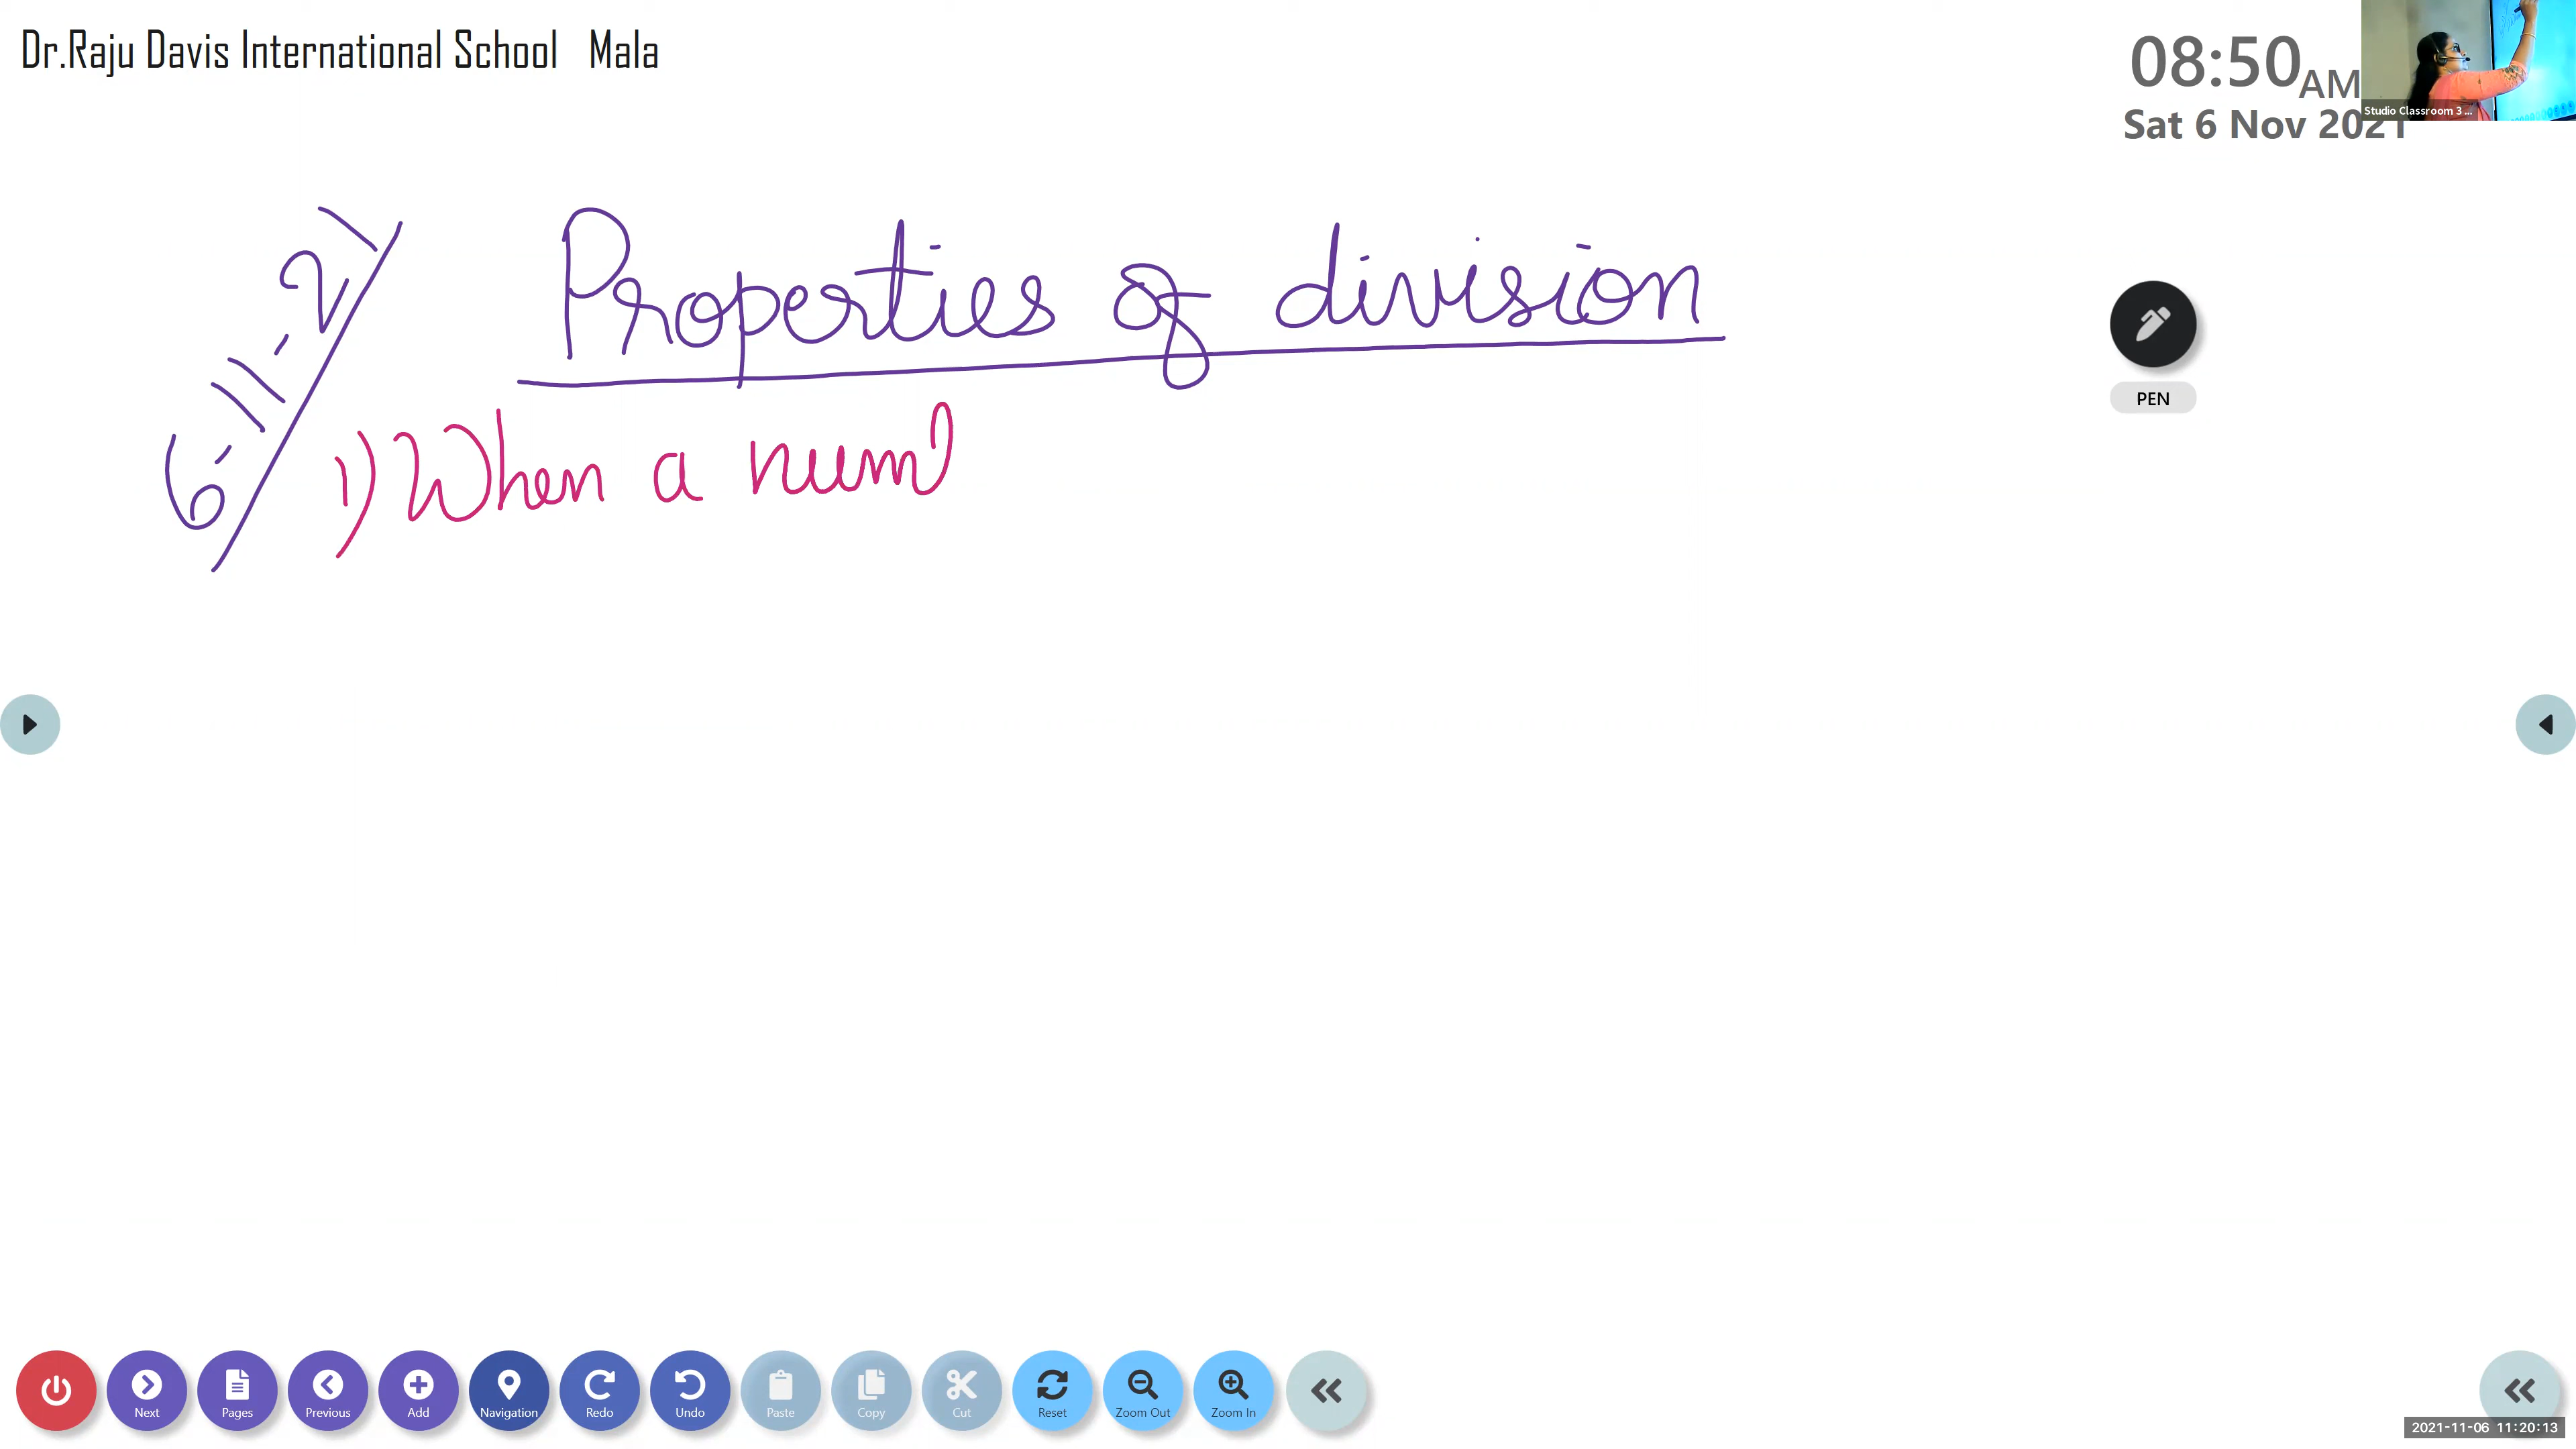 Dr.Raju Davis International School Mala
08:50 AM
Sat 6 Nov 2021
Studio Classroom 3 ...
6-11-21
Properties of division
PEN
1) When a num
Next
Pages
Previous
Add
Navigation
Redo
Undo
Paste
Copy
Cut
Reset
Zoom Out
Zoom In
2021-11-06 11:20:13